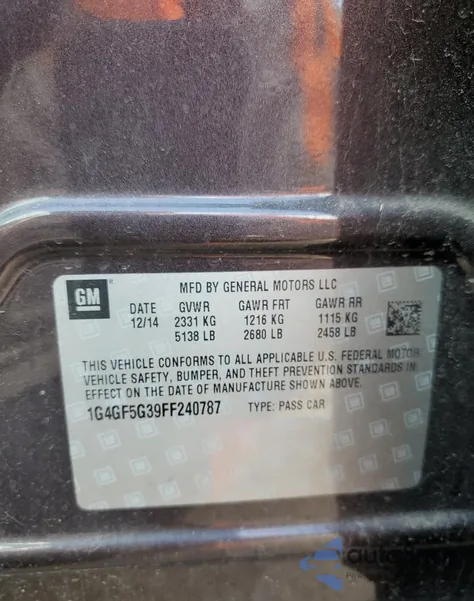 GM
MFD BY GENERAL MOTORS LLC
DATE GVWR GAWR FRT GAWR RR
12/14 2331 KG 1216 KG 1115 KG
5138 LB 2680 LB 2458 LB
THIS VEHICLE CONFORMS TO ALL APPLICABLE U.S. FEDERAL MOTOR
VEHICLE SAFETY, BUMPER, AND THEFT PREVENTION STANDARDS IN
EFFECT ON THE DATE OF MANUFACTURE SHOWN ABOVE.
1G4GF5G39FF240787 TYPE: PASS CAR